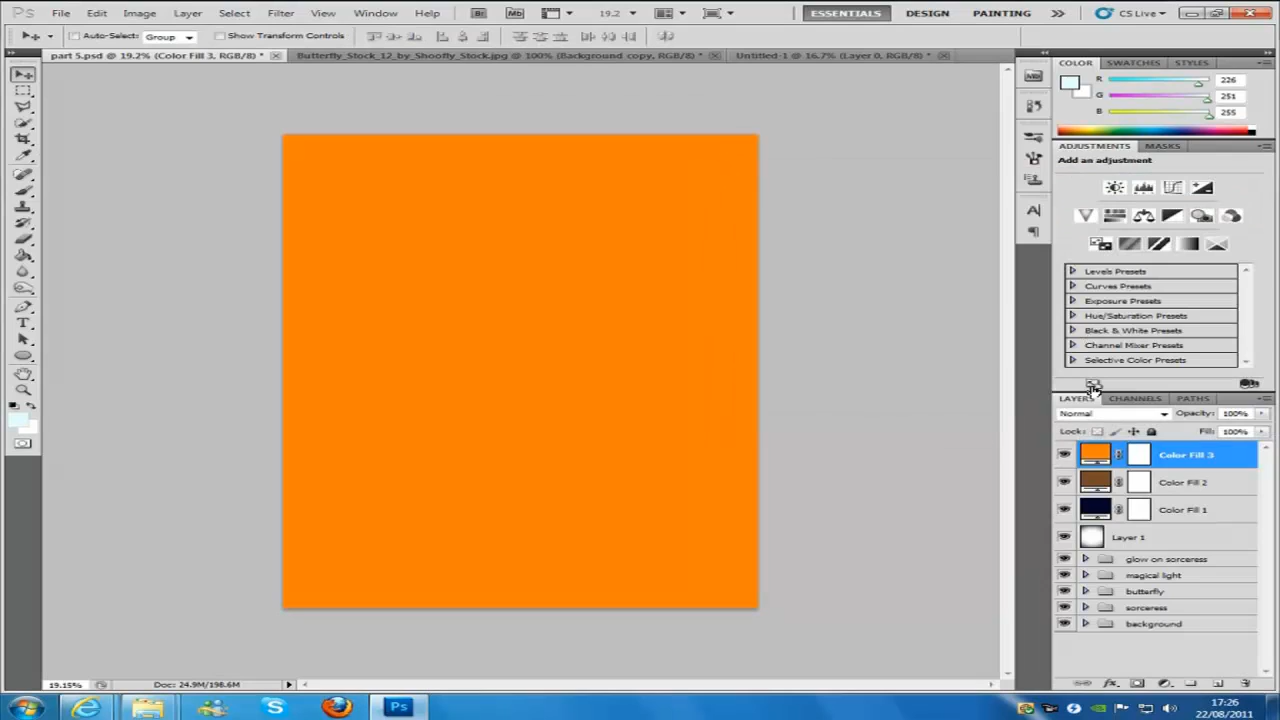 Ps File Edit Image Layer Select Filter View Window Help Br Mb 19.2 ESSENTIALS DESIGN PAINTING CS Live
Auto-Select: Group Show Transform Controls
part 5.psd @ 19.2% (Color Fill 3, RGB/8) * Butterfly_Stock_12_by_Shoofly_Stock.jpg @ 100% (Background copy, RGB/8) * Untitled-1 @ 16.7% (Layer 0, RGB/8) *
COLOR SWATCHES STYLES
R 226
G 251
B 255
ADJUSTMENTS MASKS
Add an adjustment
Levels Presets
Curves Presets
Exposure Presets
Hue/Saturation Presets
Black & White Presets
Channel Mixer Presets
Selective Color Presets
LAYERS CHANNELS PATHS
Normal Opacity: 100%
Lock: Fill: 100%
Color Fill 3
Color Fill 2
Color Fill 1
Layer 1
glow on sorceress
magical light
butterfly
sorceress
background
19.15% Doc: 24.9M/198.6M
17:26
22/08/2011